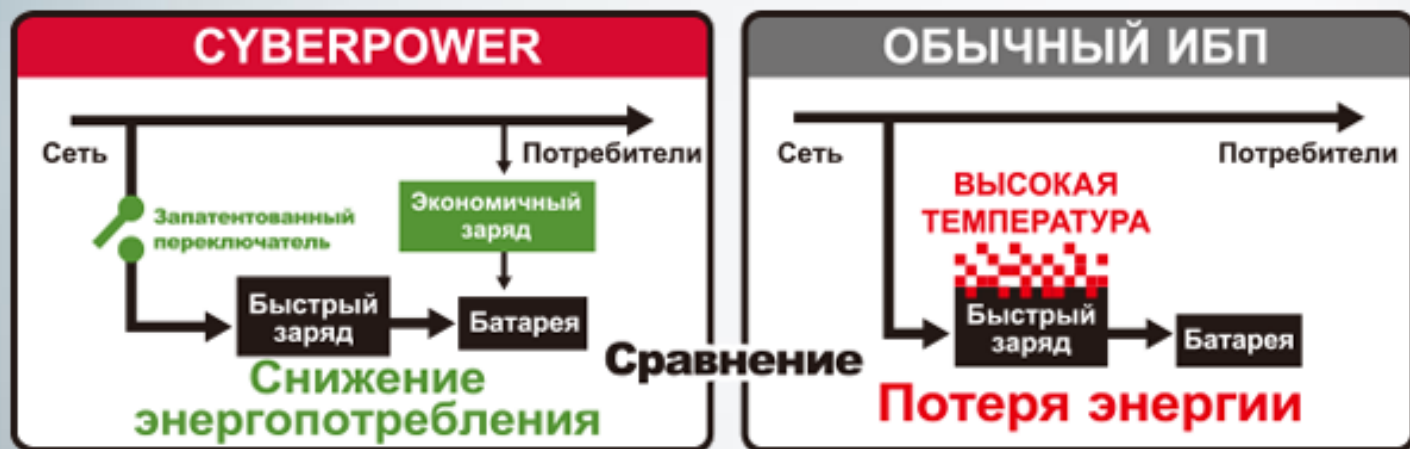 CYBERPOWER
Сеть
Потребители
Запатентованный
переключатель
Экономичный
заряд
Быстрый
заряд
Батарея
Снижение
энергопотребления
Сравнение
ОБЫЧНЫЙ ИБП
Сеть
Потребители
ВЫСОКАЯ
ТЕМПЕРАТУРА
Быстрый
заряд
Батарея
Потеря энергии